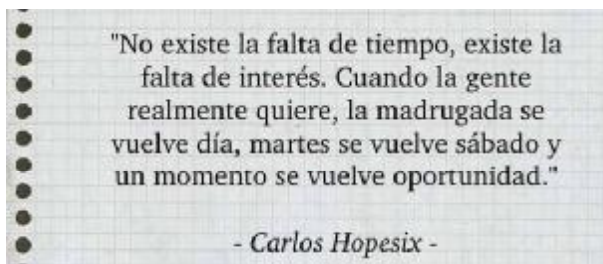 "No existe la falta de tiempo, existe la
falta de interés. Cuando la gente
realmente quiere, la madrugada se
vuelve día, martes se vuelve sábado y
un momento se vuelve oportunidad."
- Carlos Hopesix -